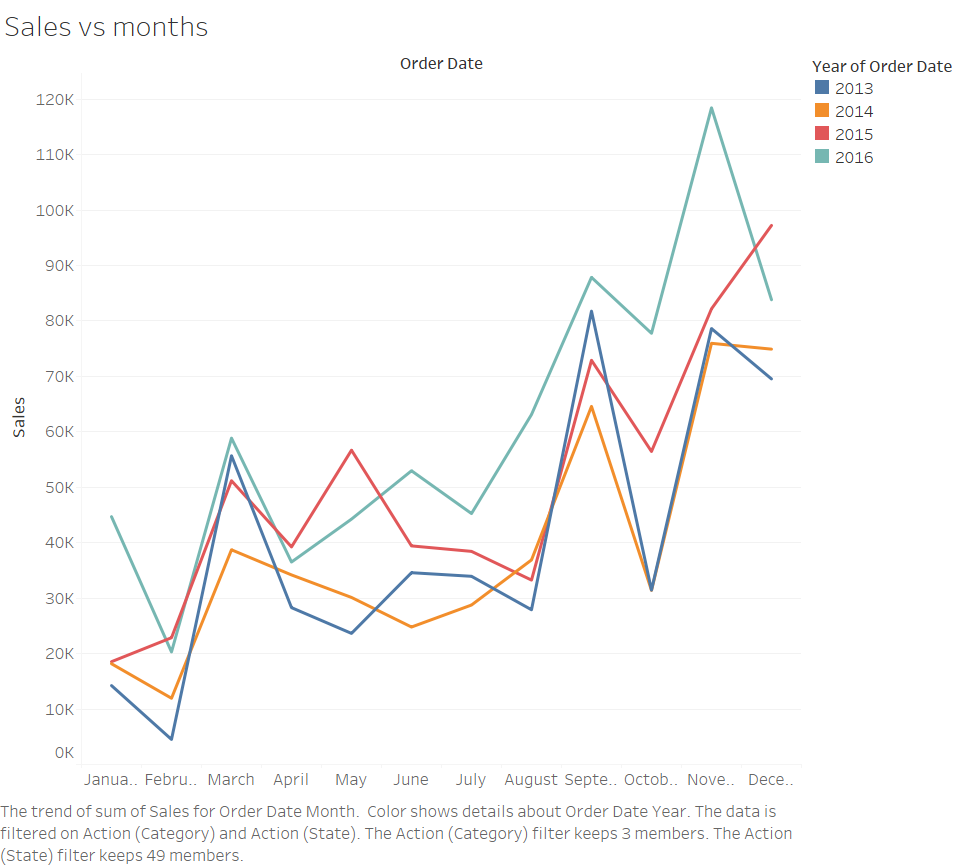 Sales vs months
Order Date
Year of Order Date
2013
2014
2015
2016
120K
110K
100K
90K
80K
70K
60K
50K
40K
30K
20K
10K
0K
Sales
Janua.. Febru.. March April May June July August Septe.. Octob.. Nove.. Dece..
The trend of sum of Sales for Order Date Month.  Color shows details about Order Date Year. The data is
filtered on Action (Category) and Action (State). The Action (Category) filter keeps 3 members. The Action
(State) filter keeps 49 members.